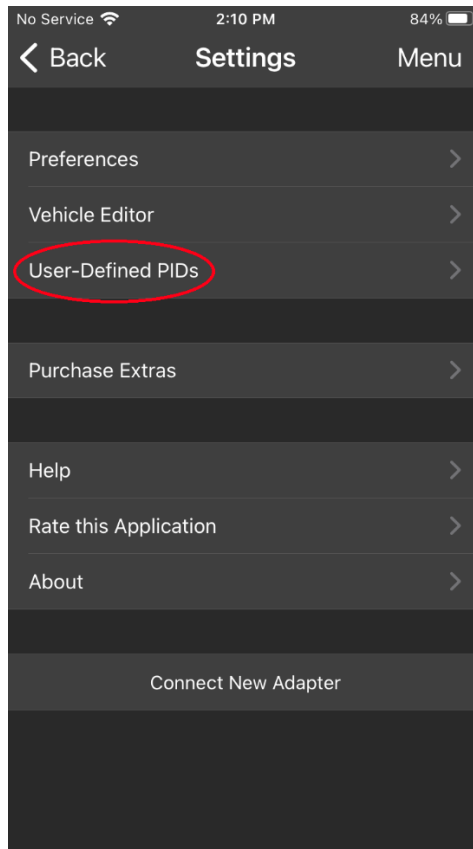 No Service 2:10 PM 84%
Back Settings Menu
Preferences
Vehicle Editor
User-Defined PIDs
Purchase Extras
Help
Rate this Application
About
Connect New Adapter